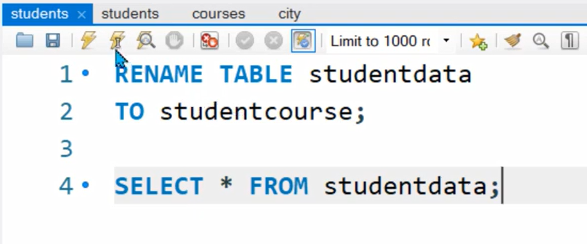 students students courses city
Limit to 1000 rc
1 RENAME TABLE studentdata
2 TO studentcourse;
3
4 SELECT * FROM studentdata;